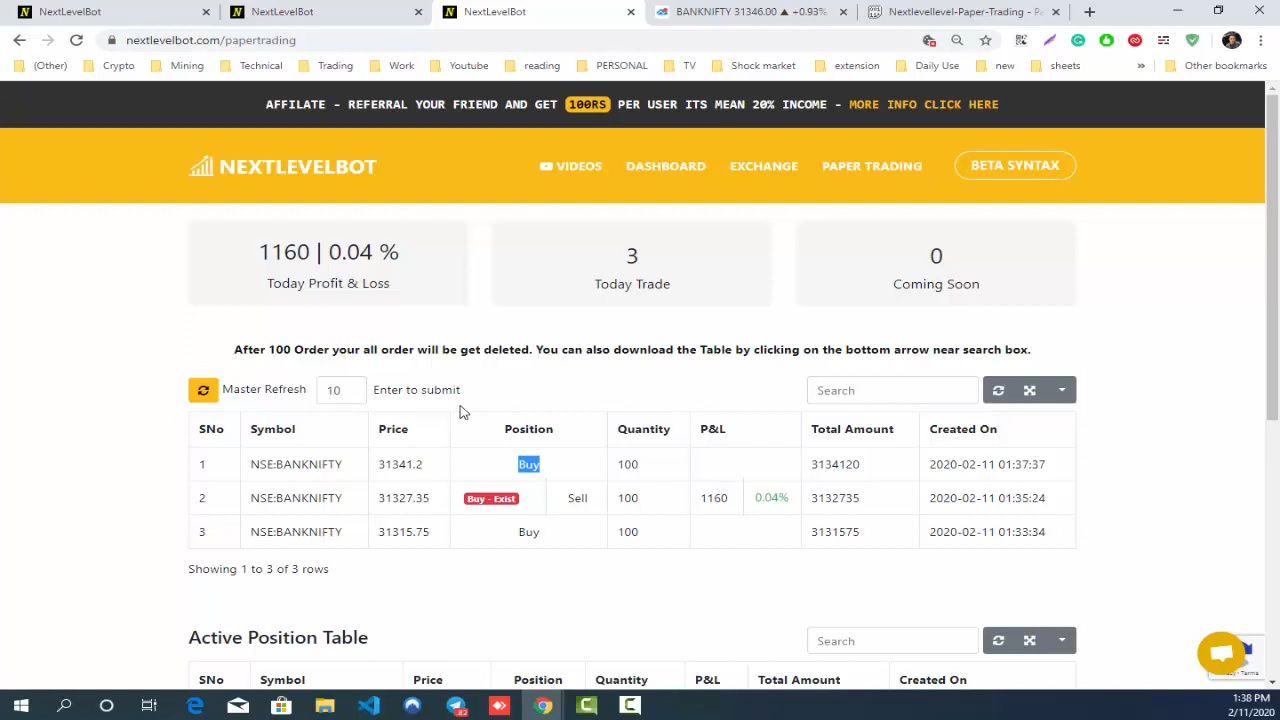 NextLevelBot
NextLevelBot
NextLevelBot
BANKNIFTY 31346.00 ▲ +0.93%
Nextlevellevel-Paper-Trading - Pa
nextlevelbot.com/papertrading
(Other)
Crypto
Mining
Technical
Trading
Work
Youtube
reading
PERSONAL
TV
Shock market
extension
Daily Use
new
sheets
»
Other bookmarks
AFFILATE - REFERRAL YOUR FRIEND AND GET 100RS PER USER ITS MEAN 20% INCOME - MORE INFO CLICK HERE
NEXTLEVELBOT
VIDEOS
DASHBOARD
EXCHANGE
PAPER TRADING
BETA SYNTAX
1160 | 0.04 %
Today Profit & Loss
3
Today Trade
0
Coming Soon
After 100 Order your all order will be get deleted. You can also download the Table by clicking on the bottom arrow near search box.
Master Refresh
10
Enter to submit
Search
SNo Symbol Price Position Quantity P&L Total Amount Created On
1 NSE:BANKNIFTY 31341.2 Buy 100 3134120 2020-02-11 01:37:37
2 NSE:BANKNIFTY 31327.35 Buy - Exist Sell 100 1160 0.04% 3132735 2020-02-11 01:35:24
3 NSE:BANKNIFTY 31315.75 Buy 100 3131575 2020-02-11 01:33:34
Showing 1 to 3 of 3 rows
Active Position Table
Search
SNo Symbol Price Position Quantity P&L Total Amount Created On
1:38 PM
2/11/2020